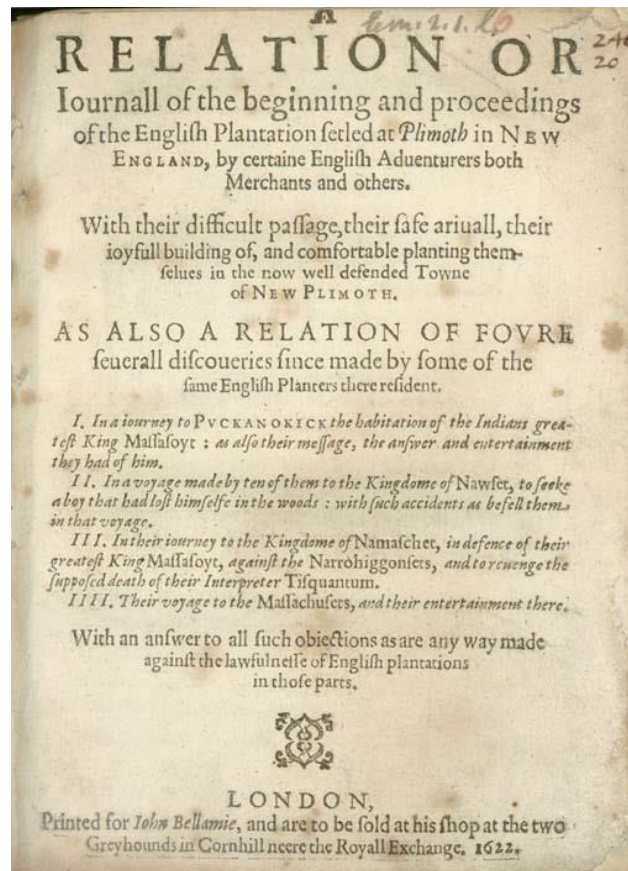 A
RELATION OR
Iournall of the beginning and proceedings
of the Engliſh Plantation ſetled at Plimoth in NEW
ENGLAND, by certaine Engliſh Aduenturers both
Merchants and others.
With their difficult paſſage, their ſafe ariuall, their
ioyfull building of, and comfortable planting them-
ſelues in the now well defended Towne
of NEW PLIMOTH.
AS ALSO A RELATION OF FOVRE
ſeuerall diſcoueries ſince made by ſome of the
ſame Engliſh Planters there reſident.
I. In a iourney to PVCKANOKICK the habitation of the Indians grea-
teſt King Maſſaſoyt : as alſo their meſſage, the anſwer and entertainment
they had of him.
II. In a voyage made by ten of them to the Kingdome of Nawſet, to ſeeke
a boy that had loſt himſelfe in the woods : with ſuch accidents as befell them
in that voyage.
III. In their iourney to the Kingdome of Namaſchet, in defence of their
greateſt King Maſſaſoyt, againſt the Narrohiggonſets, and to reuenge the
ſuppoſed death of their Interpreter Tiſquantum.
IIII. Their voyage to the Maſſachuſets, and their entertainment there.
With an anſwer to all ſuch obiections as are any way made
againſt the lawfulneſſe of Engliſh plantations
in thoſe parts.
LONDON,
Printed for Iohn Bellamie, and are to be ſold at his ſhop at the two
Greyhounds in Cornhill neere the Royall Exchange. 1622.